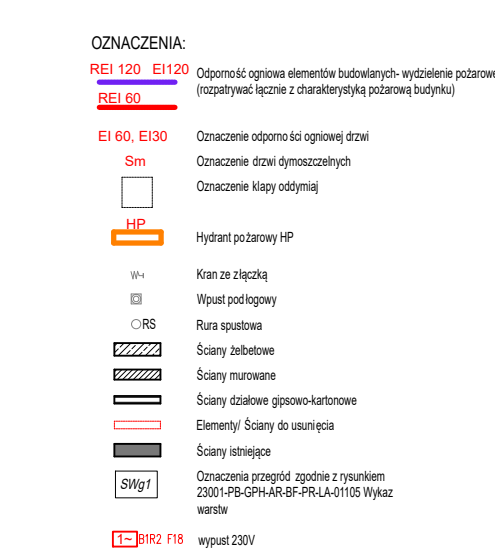 OZNACZENIA:
REI 120 EI120 Odporność ogniowa elementów budowlanych- wydzielenie pożarowe
REI 60 (rozpatrywać łącznie z charakterystyką pożarową budynku)
EI 60, EI30 Oznaczenie odporności ogniowej drzwi
Sm Oznaczenie drzwi dymoszczelnych
Oznaczenie klapy oddymiaj
HP
Hydrant pożarowy HP
W Kran ze złączką
Wpust podłogowy
RS Rura spustowa
Ściany żelbetowe
Ściany murowane
Ściany działowe gipsowo-kartonowe
Elementy/ Ściany do usunięcia
Ściany istniejące
SWg1 Oznaczenia przegród zgodnie z rysunkiem
23001-PB-GPH-AR-BF-PR-LA-01105 Wykaz
warstw
1~ B1R2 F18 wypust 230V